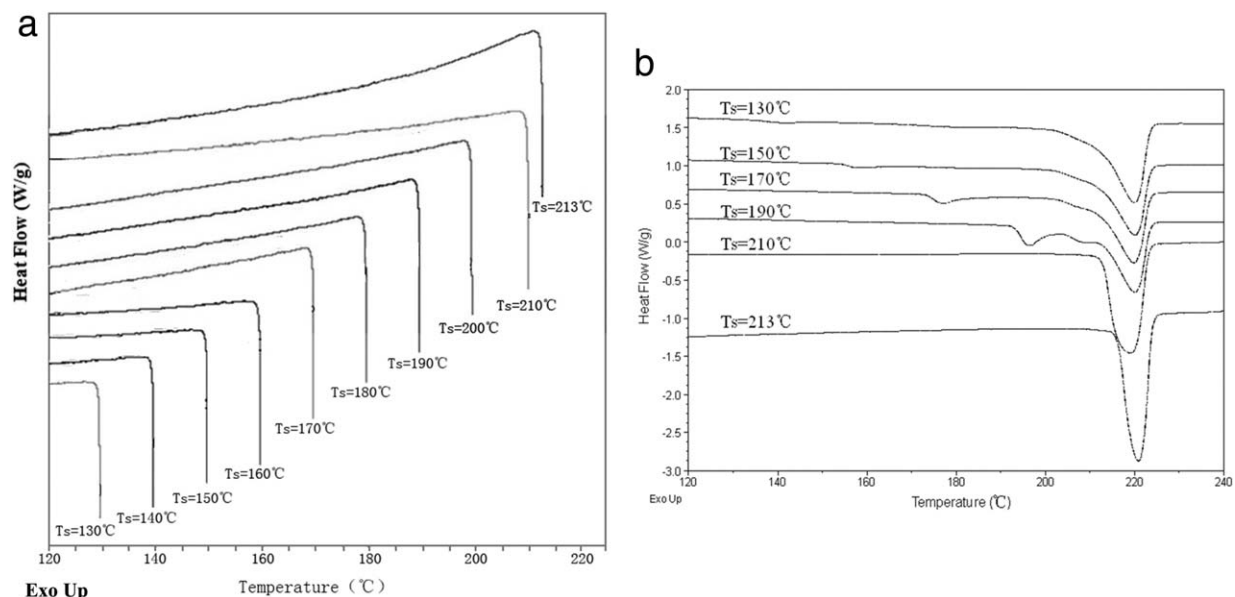 a
Heat Flow (W/g)
Ts=213℃
Ts=210℃
Ts=200℃
Ts=190℃
Ts=180℃
Ts=170℃
Ts=160℃
Ts=150℃
Ts=140℃
Ts=130℃
120 140 160 180 200 220
Exo Up
Temperature (℃)
b
Heat Flow (W/g)
2.0
1.5
1.0
0.5
0.0
-0.5
-1.0
-1.5
-2.0
-2.5
-3.0
Ts=130℃
Ts=150℃
Ts=170℃
Ts=190℃
Ts=210℃
Ts=213℃
120 140 160 180 200 220 240
Exo Up
Temperature (℃)